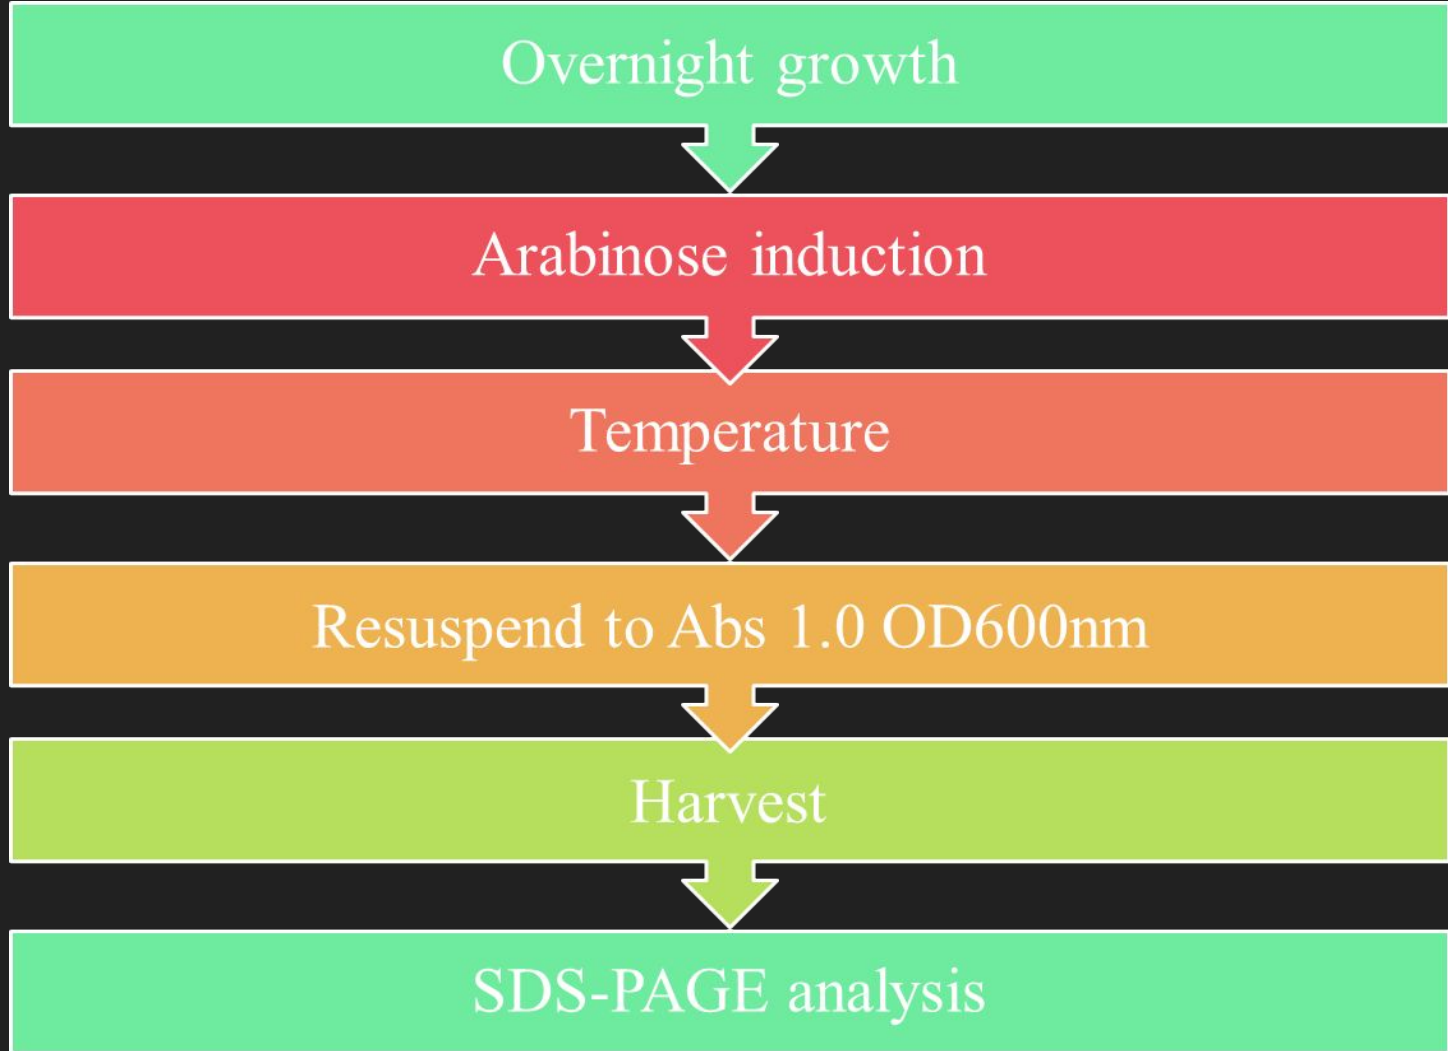 Overnight growth
Arabinose induction
Temperature
Resuspend to Abs 1.0 OD600nm
Harvest
SDS-PAGE analysis